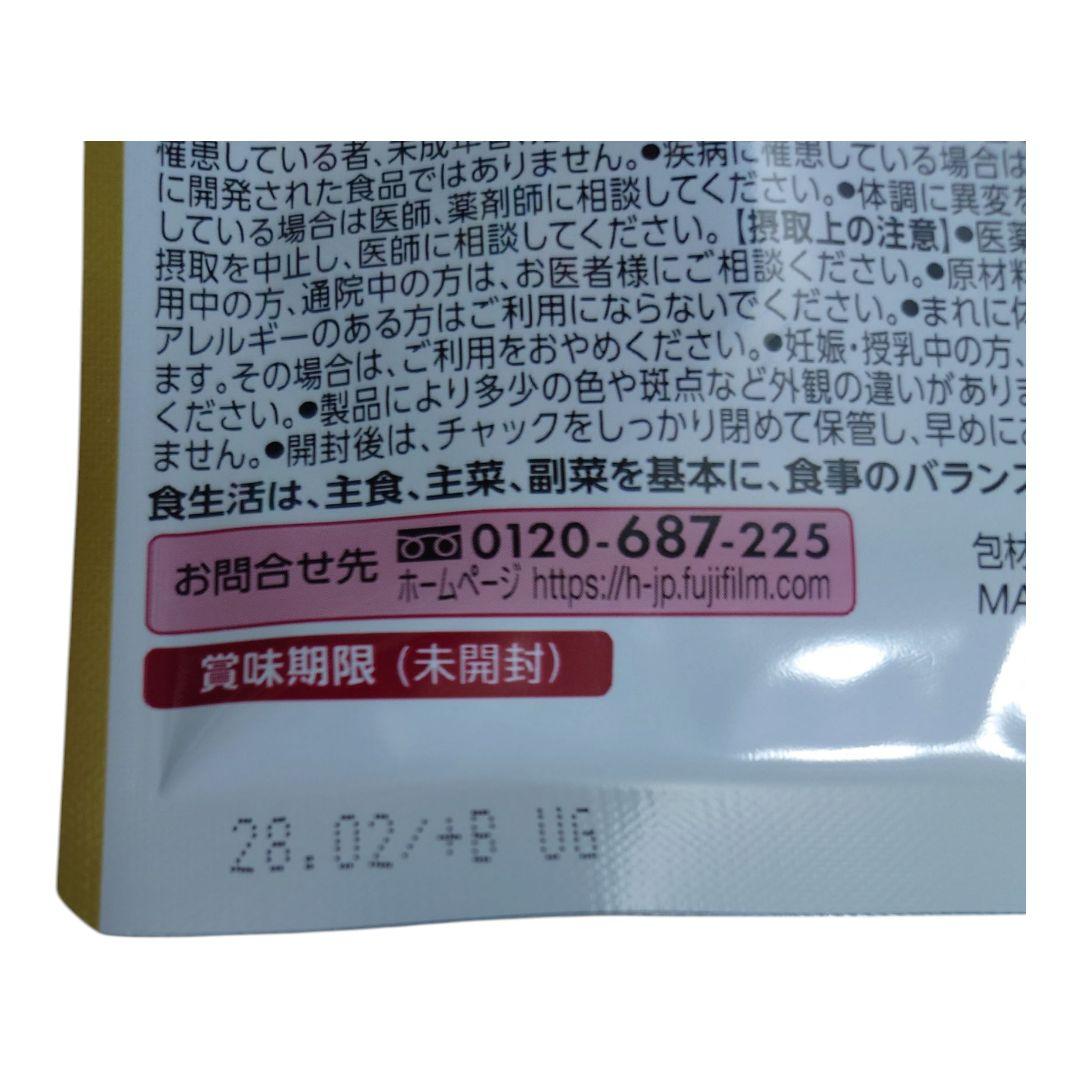 罹患している者、未成年者、
に開発された食品ではありません。●疾病に罹患している場合は
している場合は医師、薬剤師に相談してください。●体調に異変を
摂取を中止し、医師に相談してください。【摂取上の注意】●医薬
用中の方、通院中の方は、お医者様にご相談ください。●原材料
アレルギーのある方はご利用にならないでください。●まれに体
ます。その場合は、ご利用をおやめください。●妊娠・授乳中の方、
ください。●製品により多少の色や斑点など外観の違いがありま
ません。●開封後は、チャックをしっかり閉めて保管し、早めにお
食生活は、主食、主菜、副菜を基本に、食事のバランス
お問合せ先 0120-687-225
ホームページ https://h-jp.fujifilm.com
包材
MA
賞味期限（未開封）
28.02/+B UG